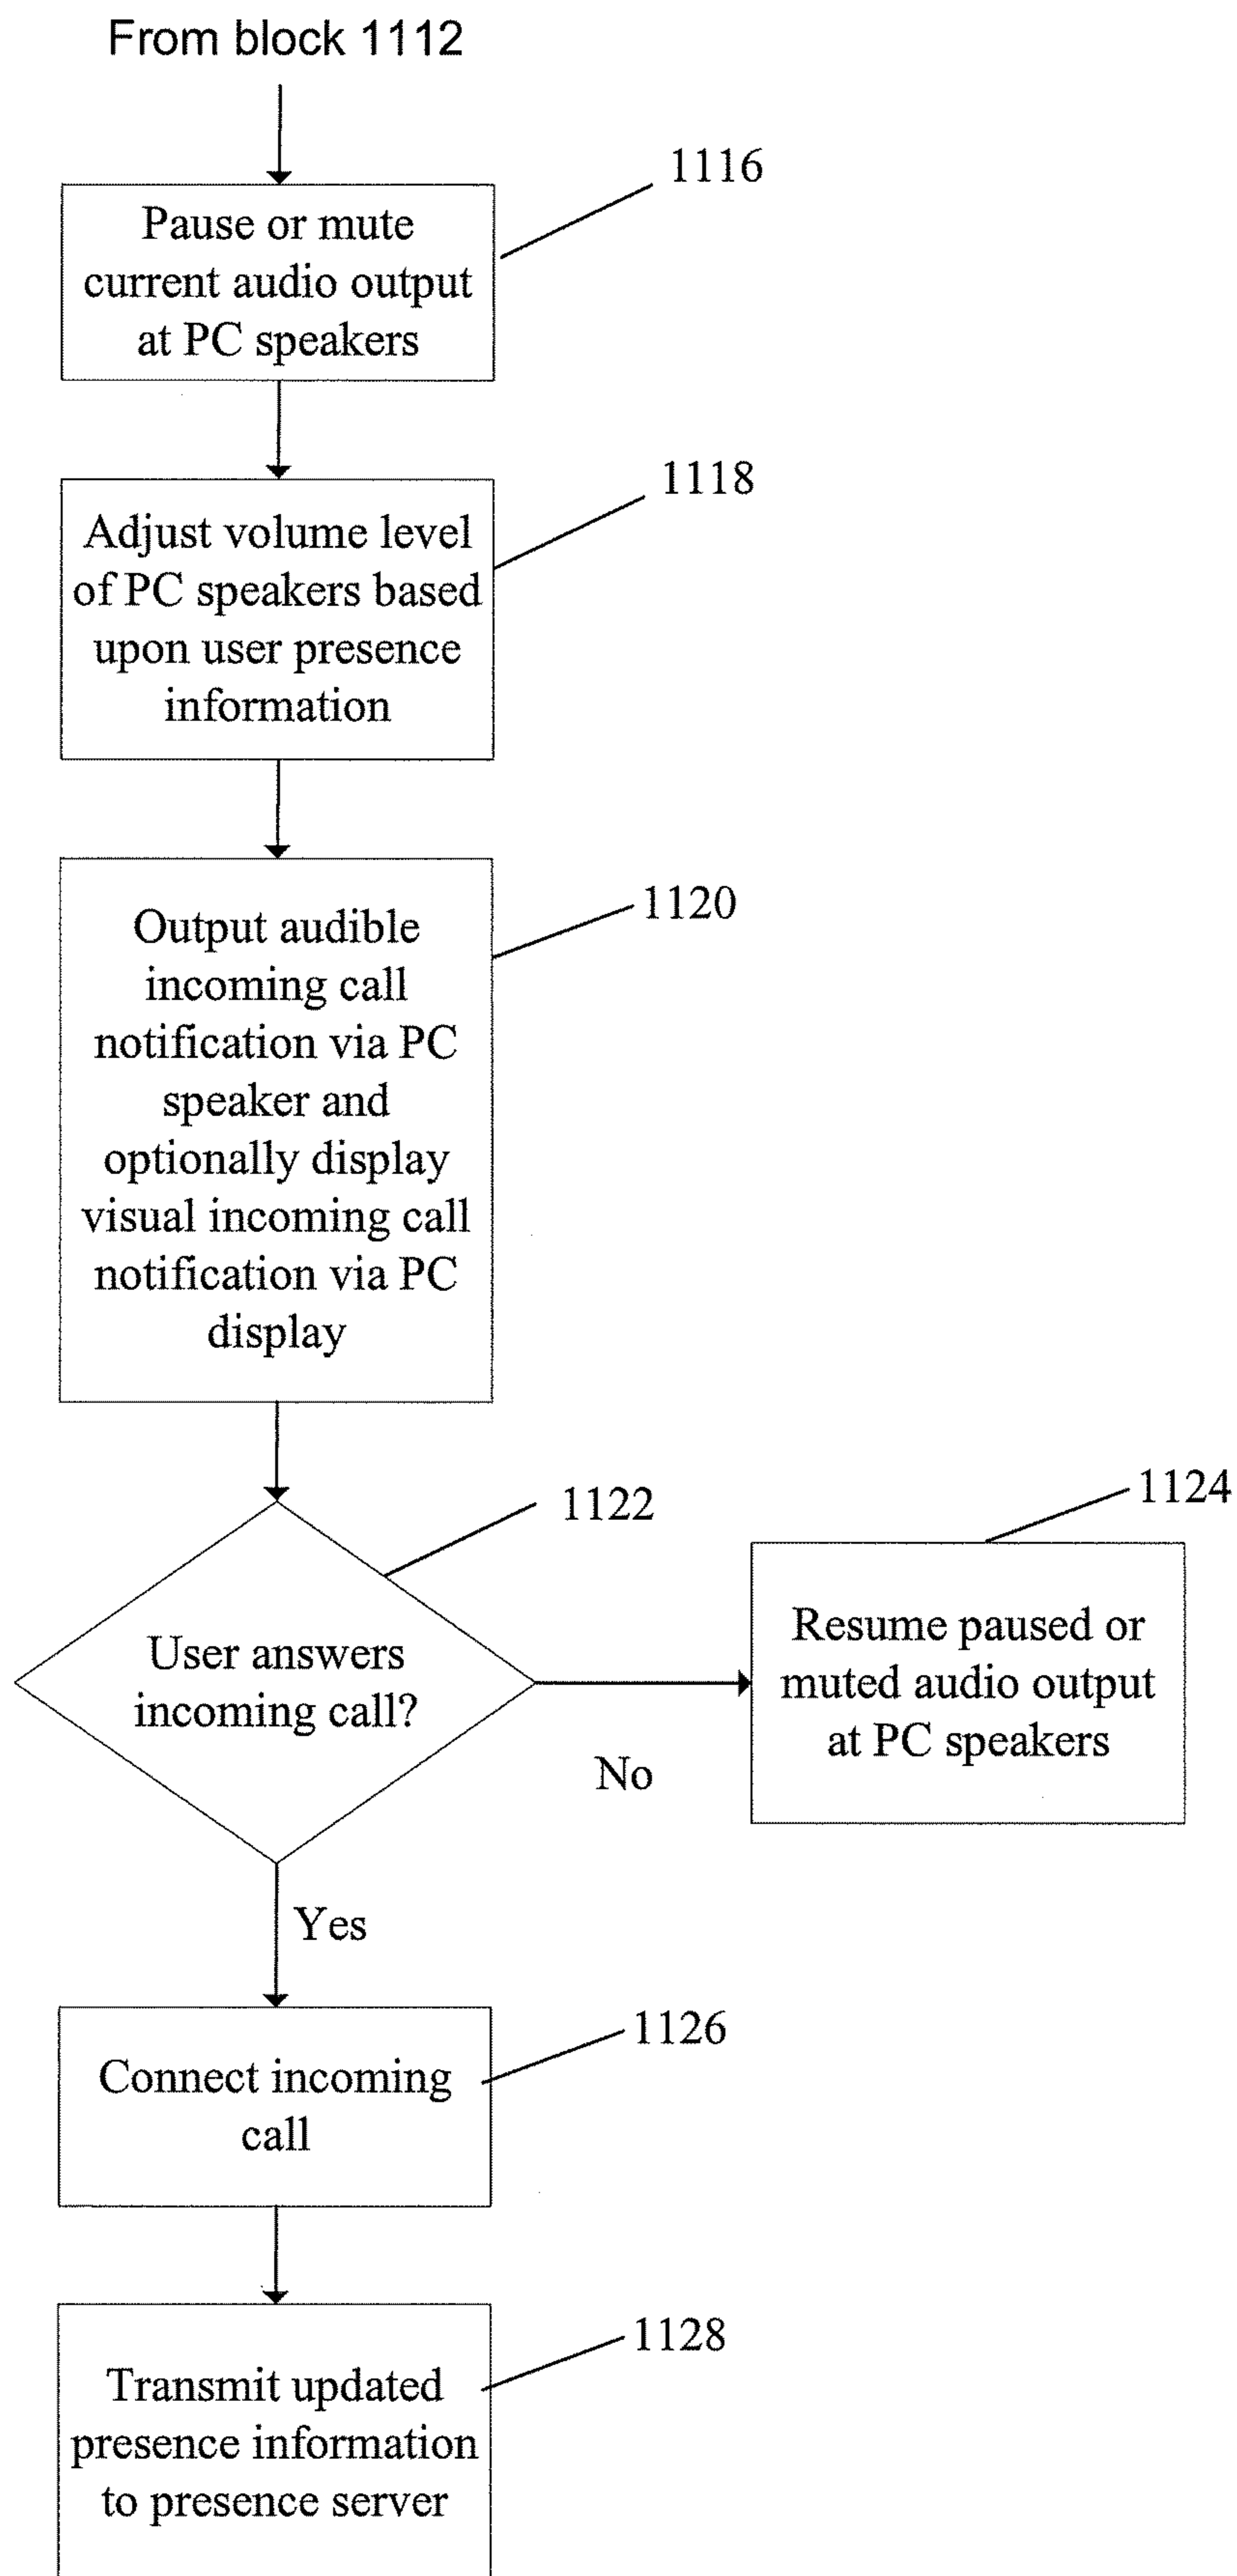 From block 1112
1116
Pause or mute
current audio output
at PC speakers
1118
Adjust volume level
of PC speakers based
upon user presence
information
1120
Output audible
incoming call
notification via PC
speaker and
optionally display
visual incoming call
notification via PC
display
1122
User answers
incoming call?
1124
Resume paused or
muted audio output
at PC speakers
No
Yes
1126
Connect incoming
call
1128
Transmit updated
presence information
to presence server